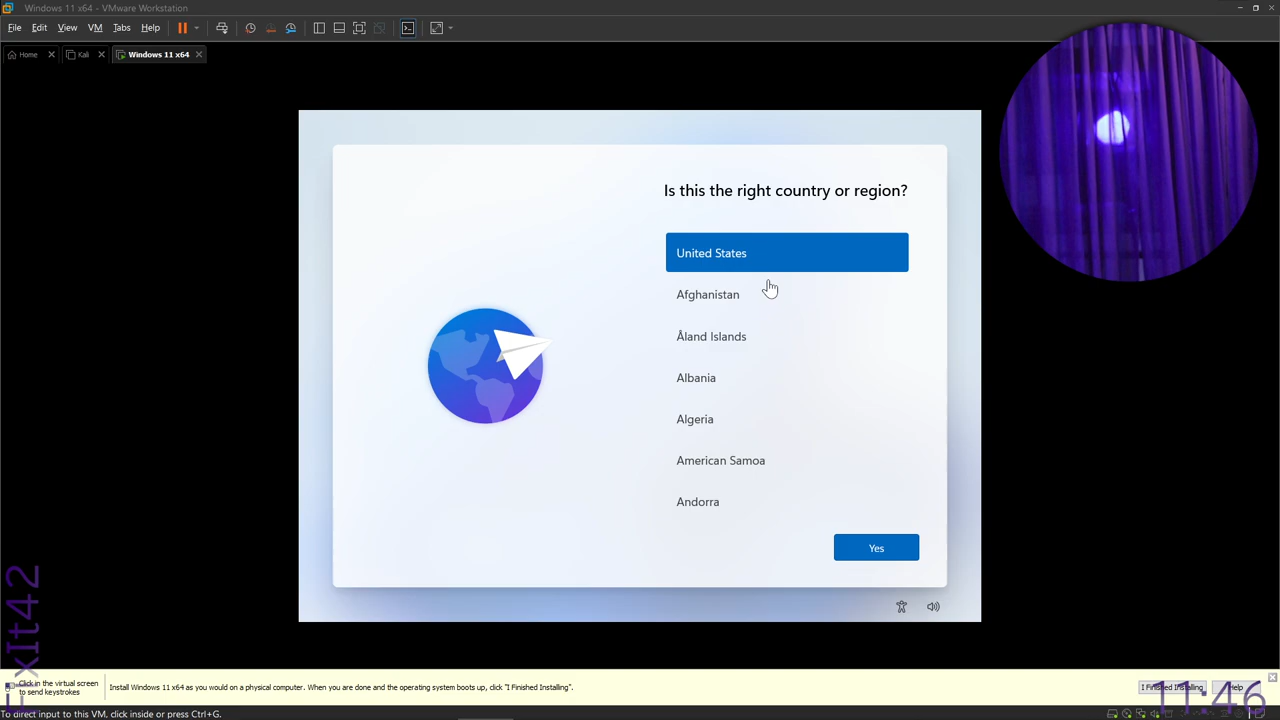 Windows 11 x64 - VMware Workstation
File Edit View VM Tabs Help
Home Kali Windows 11 x64
Is this the right country or region?
United States
Afghanistan
Åland Islands
Albania
Algeria
American Samoa
Andorra
Yes
ExIt42
Click in the virtual screen
to send keystrokes
Install Windows 11 x64 as you would on a physical computer. When you are done and the operating system boots up, click "I Finished Installing".
I Finished Installing
Help
11:46
To direct input to this VM, click inside or press Ctrl+G.